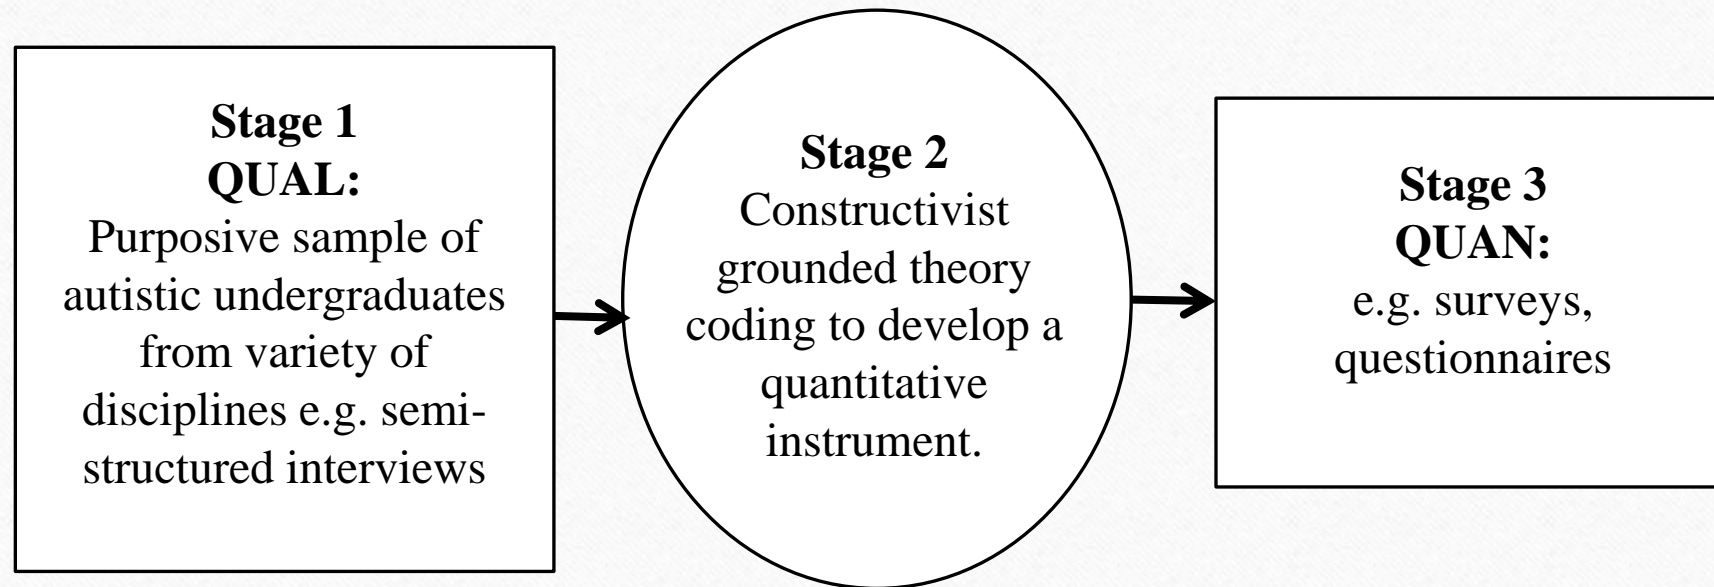 Stage 1
QUAL:
Purposive sample of
autistic undergraduates
from variety of
disciplines e.g. semi-
structured interviews
Stage 2
Constructivist
grounded theory
coding to develop a
quantitative
instrument.
Stage 3
QUAN:
e.g. surveys,
questionnaires